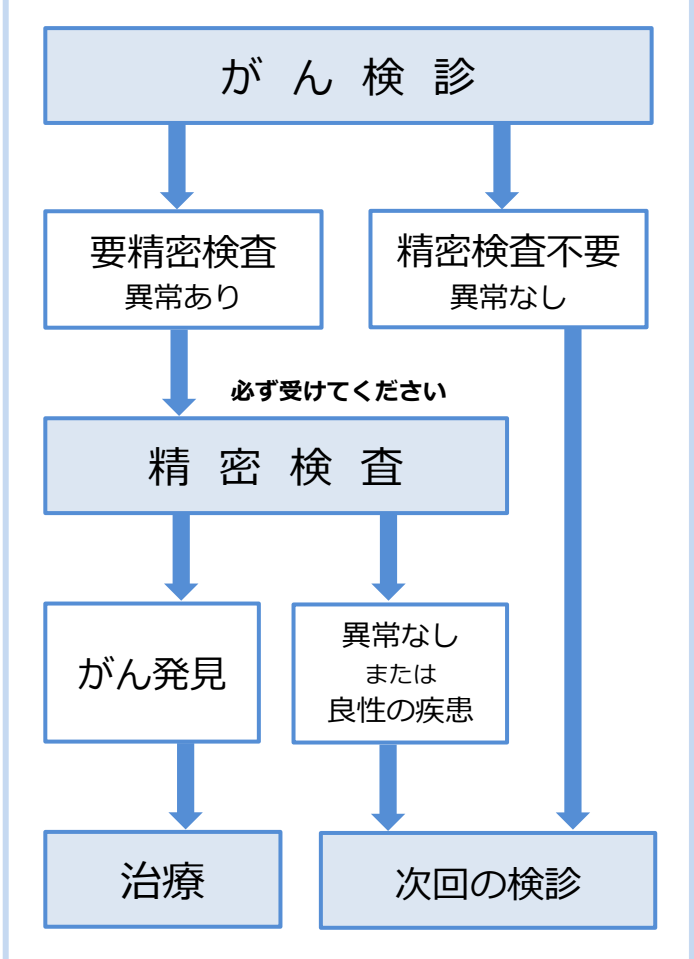 がん検診
要精密検査
異常あり
精密検査不要
異常なし
必ず受けてください
精密検査
がん発見
異常なし
または
良性の疾患
治療
次回の検診